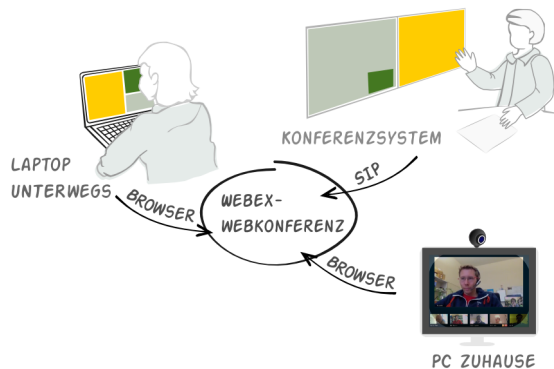 KONFERENZSYSTEM
LAPTOP
UNTERWEGS
BROWSER
SIP
WEBEX-
WEBKONFERENZ
BROWSER
PC ZUHAUSE